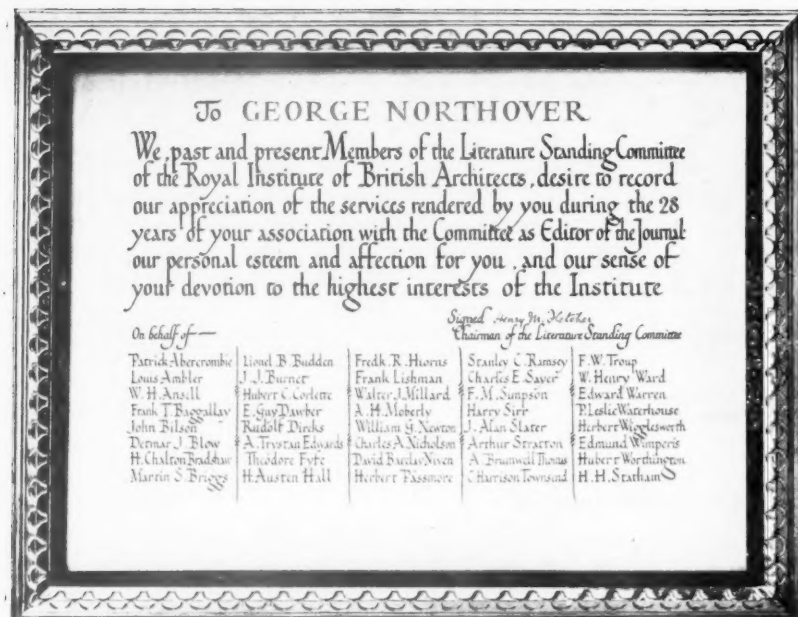 To GEORGE NORTHOVER
We, past and present Members of the Literature Standing Committee
of the Royal Institute of British Architects, desire to record
our appreciation of the services rendered by you during the 28
years of your association with the Committee as Editor of the Journal:
our personal esteem and affection for you, and our sense of
your devotion to the highest interests of the Institute
Signed Henry M. Fletcher
On behalf of—
Chairman of the Literature Standing Committee
Patrick Abercrombie
Louis Ambler
W. H. Ansell
Frank T. Baggallay
John Bilson
Detmar J. Blow
H. Chalton Bradshaw
Martin S. Briggs
Lionel B. Budden
J. J. Burnet
Hubert C. Corlette
E. Guy Dawber
Rudolf Dircks
A. Trystan Edwards
Theodore Fyfe
H. Austen Hall
Fredk. R. Hiorns
Frank Lishman
Walter J. Millard
A. H. Moberly
William G. Newton
Charles A. Nicholson
David Barclay Niven
Herbert Passmore
Stanley C. Ramsey
Charles E. Sayer
F. M. Simpson
Harry Sirr
J. Alan Slater
Arthur Stratton
A. Brumwell Thomas
C. Harrison Townsend
F. W. Troup
W. Henry Ward
Edward Warren
P. Leslie Waterhouse
Herbert Wigglesworth
Edmund Wimperis
Hubert Worthington
H. H. Statham